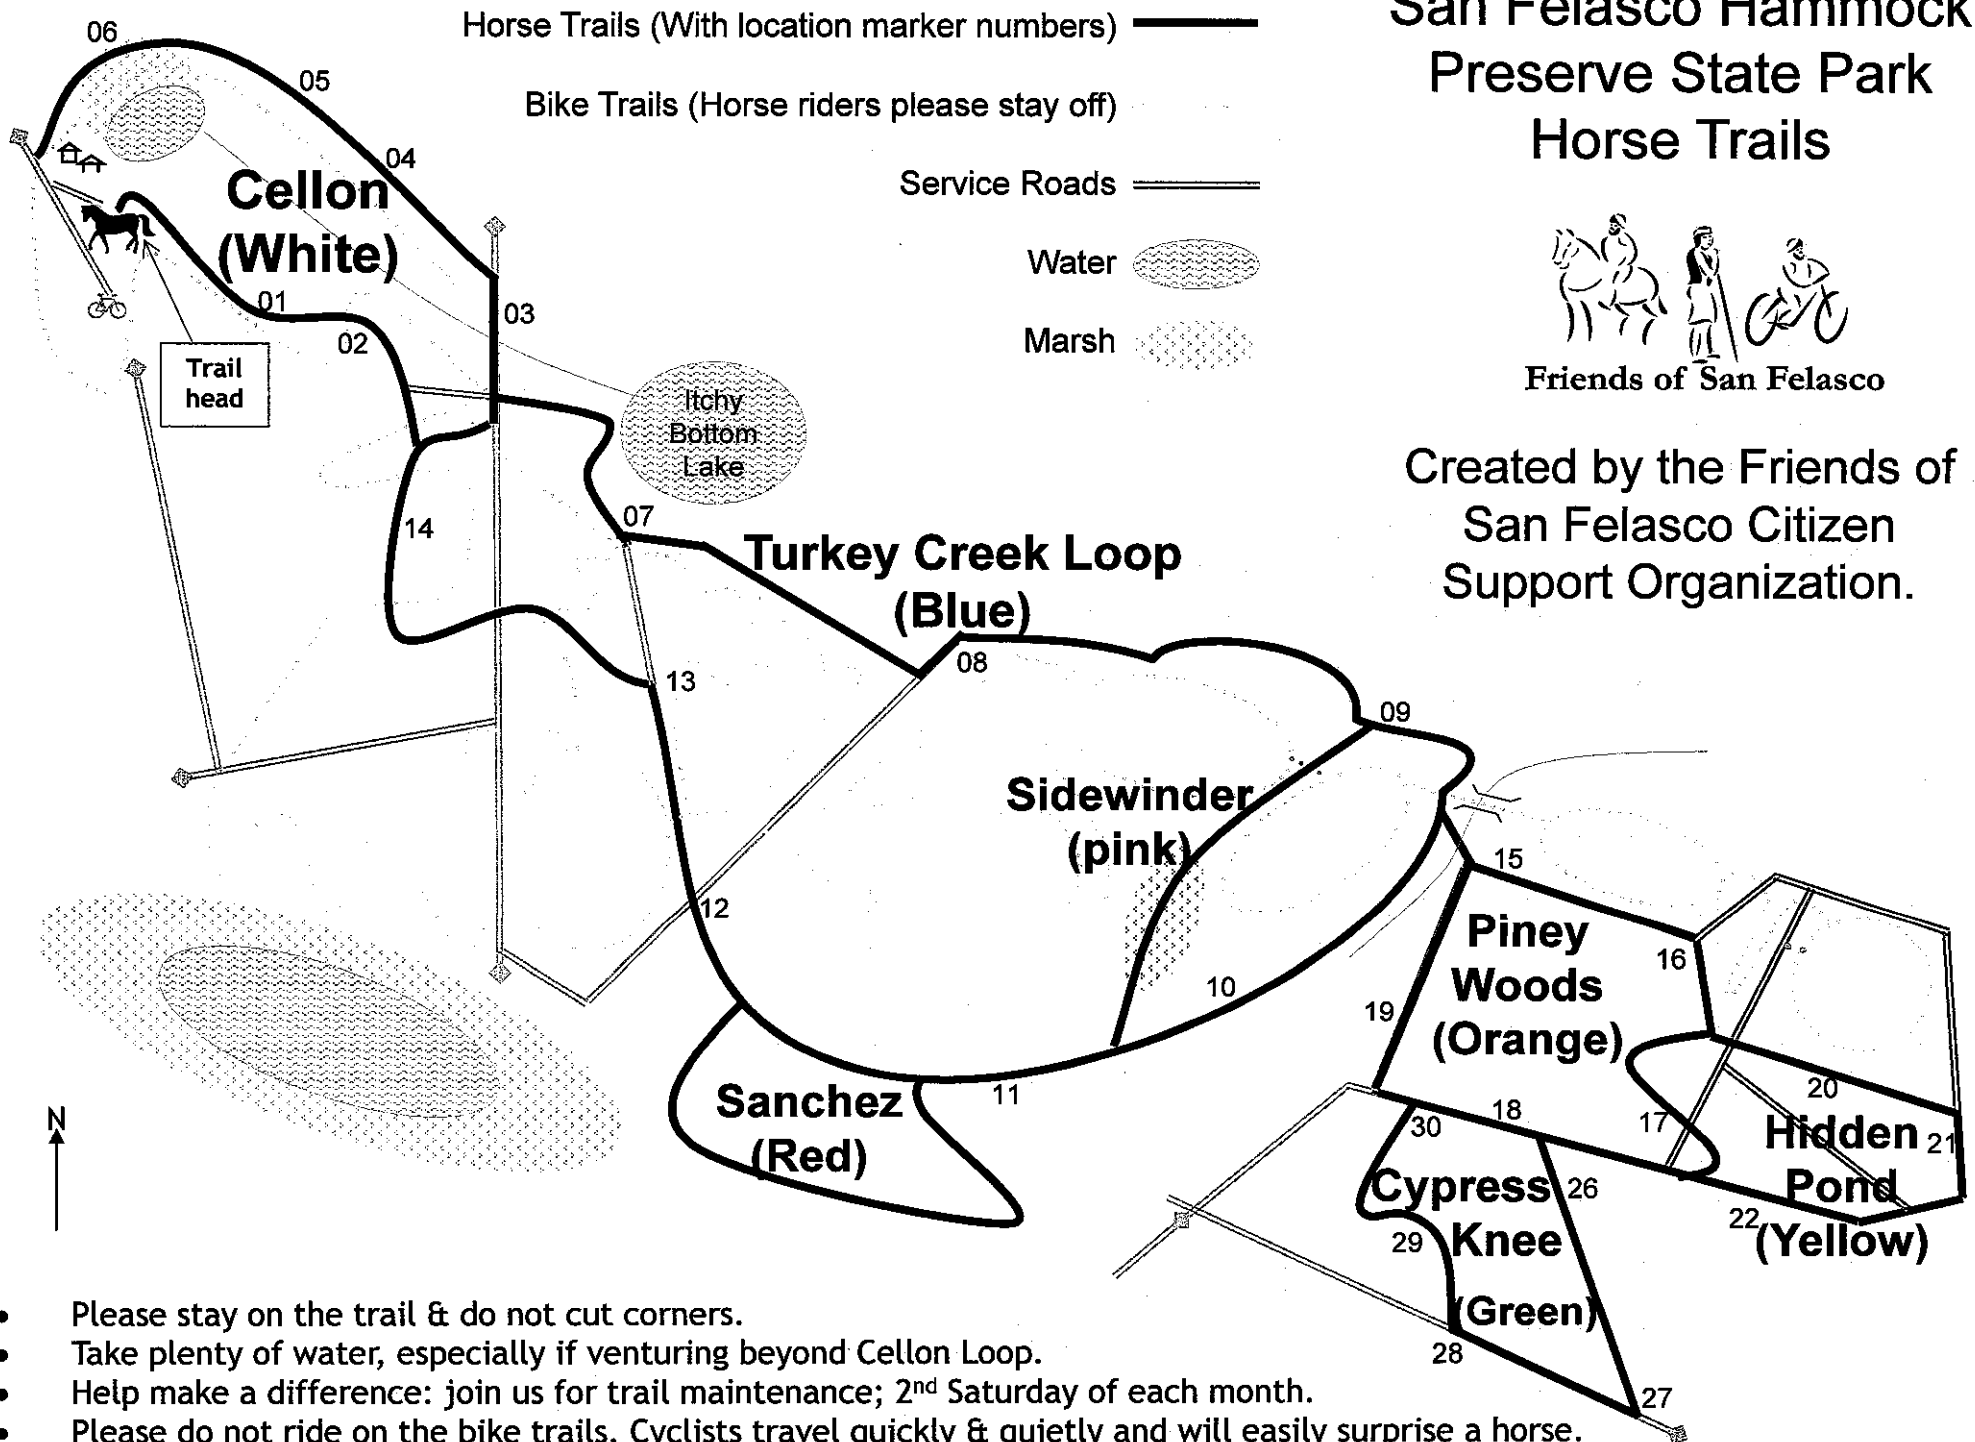 Horse Trails (With location marker numbers)
Bike Trails (Horse riders please stay off)
Service Roads
Water
Marsh
San Felasco Hammock
Preserve State Park
Horse Trails
Friends of San Felasco
Created by the Friends of
San Felasco Citizen
Support Organization.
06
05
04
Cellon
(White)
01
02
03
Trail
head
Itchy
Bottom
Lake
14
07
Turkey Creek Loop
(Blue)
08
13
09
Sidewinder
(pink)
12
15
Piney
Woods
(Orange)
16
10
19
11
Sanchez
(Red)
N
20
18
17
30
Hidden
Pond
(Yellow)
21
22
Cypress
Knee
(Green)
26
29
28
27
• Please stay on the trail & do not cut corners.
• Take plenty of water, especially if venturing beyond Cellon Loop.
• Help make a difference: join us for trail maintenance; 2nd Saturday of each month.
• Please do not ride on the bike trails. Cyclists travel quickly & quietly and will easily surprise a horse.